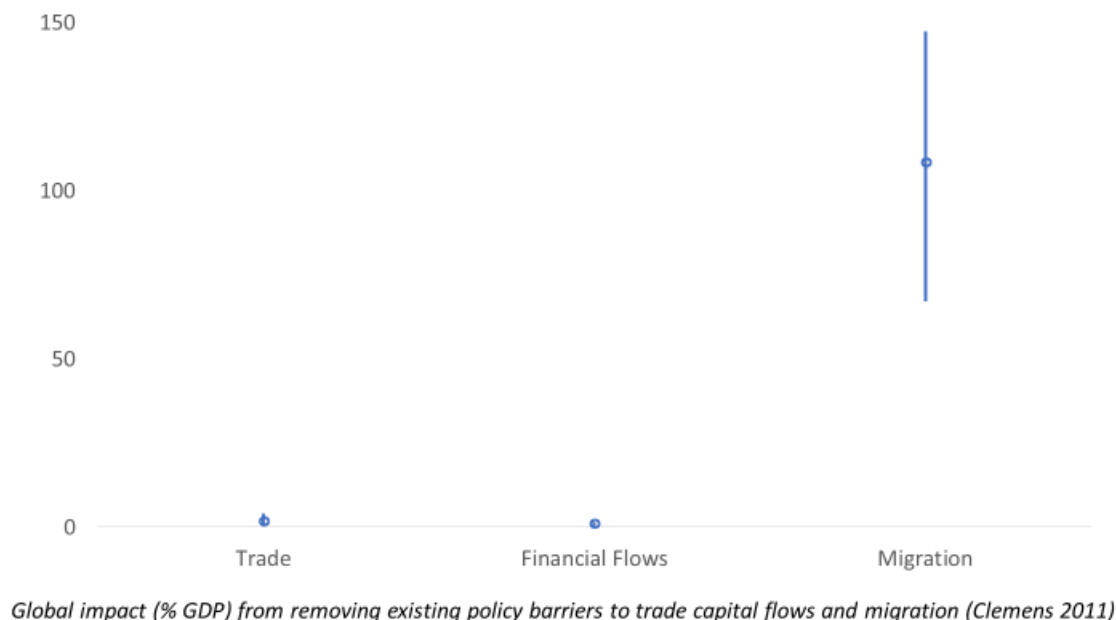 150
100
50
0
Trade Financial Flows Migration
Global impact (% GDP) from removing existing policy barriers to trade capital flows and migration (Clemens 2011)